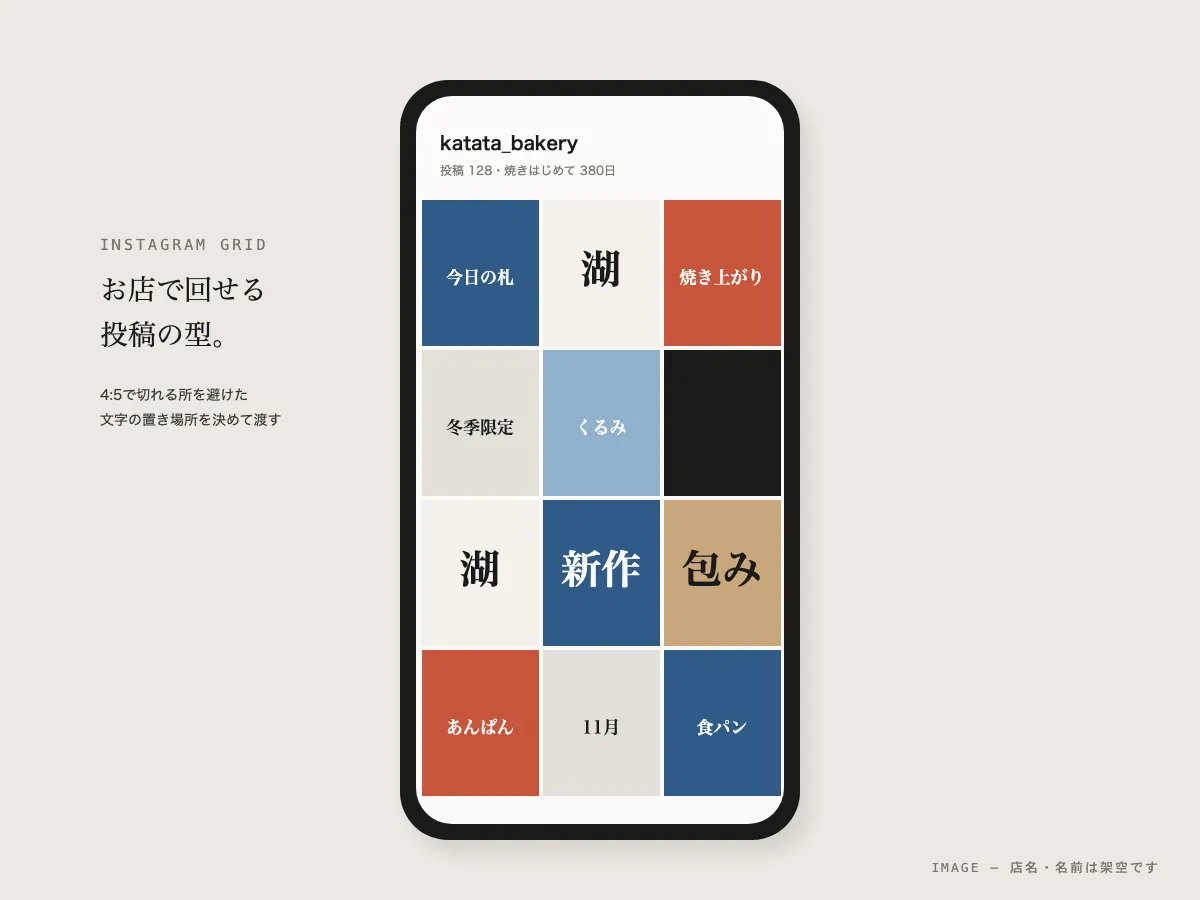 INSTAGRAM GRID
お店で回せる
投稿の型。
4:5で切れる所を避けた
文字の置き場所を決めて渡す
katata_bakery
投稿 128・焼きはじめて 380日
今日の札
湖
焼き上がり
冬季限定
くるみ
湖
新作
包み
あんぱん
11月
食パン
IMAGE — 店名・名前は架空です